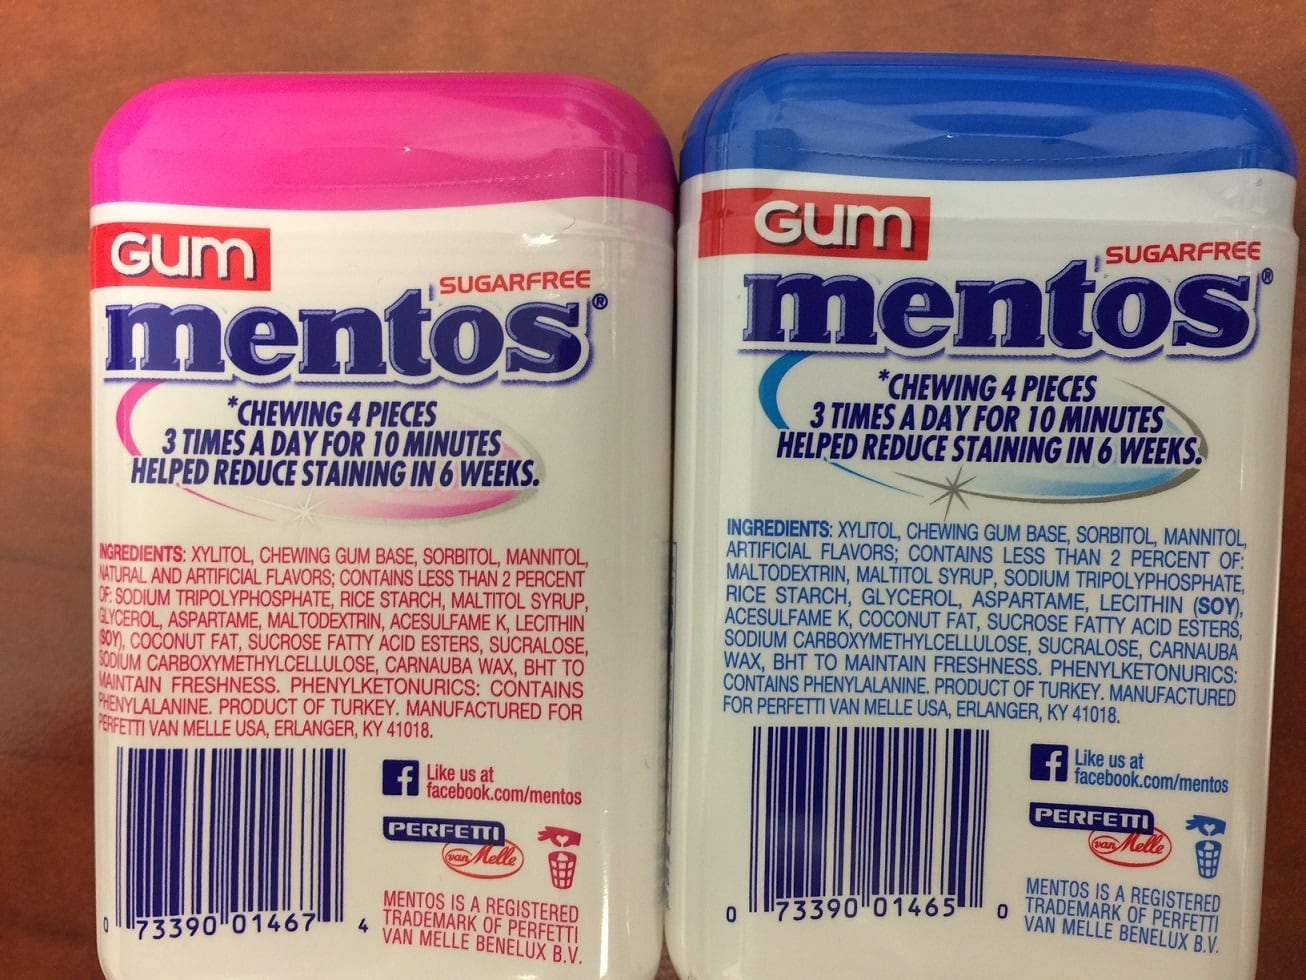 GUM
SUGARFREE
mentos®
*CHEWING 4 PIECES
3 TIMES A DAY FOR 10 MINUTES
HELPED REDUCE STAINING IN 6 WEEKS.
INGREDIENTS: XYLITOL, CHEWING GUM BASE, SORBITOL, MANNITOL,
NATURAL AND ARTIFICIAL FLAVORS; CONTAINS LESS THAN 2 PERCENT
OF: SODIUM TRIPOLYPHOSPHATE, RICE STARCH, MALTITOL SYRUP,
GLYCEROL, ASPARTAME, MALTODEXTRIN, ACESULFAME K, LECITHIN
(SOY), COCONUT FAT, SUCROSE FATTY ACID ESTERS, SUCRALOSE,
SODIUM CARBOXYMETHYLCELLULOSE, CARNAUBA WAX, BHT TO
MAINTAIN FRESHNESS. PHENYLKETONURICS: CONTAINS
PHENYLALANINE. PRODUCT OF TURKEY. MANUFACTURED FOR
PERFETTI VAN MELLE USA, ERLANGER, KY 41018.
f Like us at
facebook.com/mentos
PERFETTI
van Melle
0 73390 01467 4
MENTOS IS A REGISTERED
TRADEMARK OF PERFETTI
VAN MELLE BENELUX B.V.
GUM
SUGARFREE
mentos®
*CHEWING 4 PIECES
3 TIMES A DAY FOR 10 MINUTES
HELPED REDUCE STAINING IN 6 WEEKS.
INGREDIENTS: XYLITOL, CHEWING GUM BASE, SORBITOL, MANNITOL,
ARTIFICIAL FLAVORS; CONTAINS LESS THAN 2 PERCENT OF:
MALTODEXTRIN, MALTITOL SYRUP, SODIUM TRIPOLYPHOSPHATE,
RICE STARCH, GLYCEROL, ASPARTAME, LECITHIN (SOY),
ACESULFAME K, COCONUT FAT, SUCROSE FATTY ACID ESTERS,
SODIUM CARBOXYMETHYLCELLULOSE, SUCRALOSE, CARNAUBA
WAX, BHT TO MAINTAIN FRESHNESS. PHENYLKETONURICS:
CONTAINS PHENYLALANINE. PRODUCT OF TURKEY. MANUFACTURED
FOR PERFETTI VAN MELLE USA, ERLANGER, KY 41018.
f Like us at
facebook.com/mentos
PERFETTI
van Melle
0 73390 01465 0
MENTOS IS A REGISTERED
TRADEMARK OF PERFETTI
VAN MELLE BENELUX B.V.